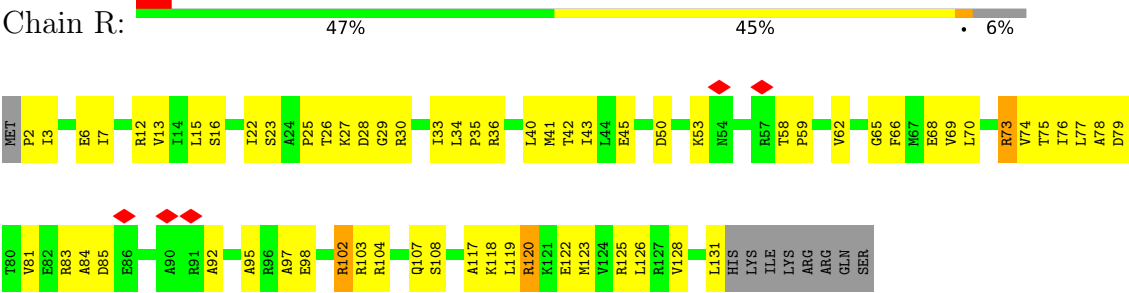 Chain R:
47% 45% • 6%
MET P2 I3 E6 I7 R12 V13 I14 L15 S16 I22 S23 A24 P25 T26 K27 D28 G29 R30 I33 L34 P35 R36 L40 M41 T42 I43 L44 E45 D50 K53 N54 R57 T58 P59 V62 G65 F66 M67 E68 V69 L70 R73 V74 T75 I76 L77 A78 D79
T80 V81 E82 R83 A84 D85 E86 A90 R91 A92 A95 R96 A97 E98 R102 R103 R104 Q107 S108 A117 K118 L119 R120 K121 E122 M123 V124 R125 L126 R127 V128 L131 HIS LYS ILE LYS ARG ARG GLN SER